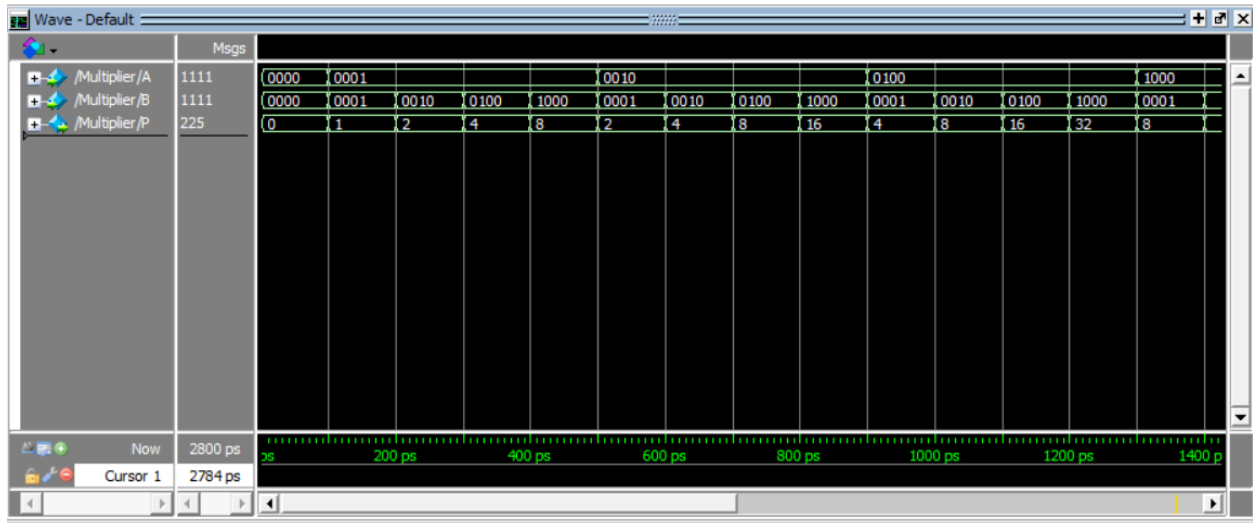 Wave - Default
Msgs
/Multiplier/A 1111 0000 0001 0010 0100 1000
/Multiplier/B 1111 0000 0001 0010 0100 1000 0001 0010 0100 1000 0001 0010 0100 1000 0001
/Multiplier/P 225 0 1 2 4 8 2 4 8 16 4 8 16 32 8
Now 2800 ps ps 200 ps 400 ps 600 ps 800 ps 1000 ps 1200 ps 1400 p
Cursor 1 2784 ps